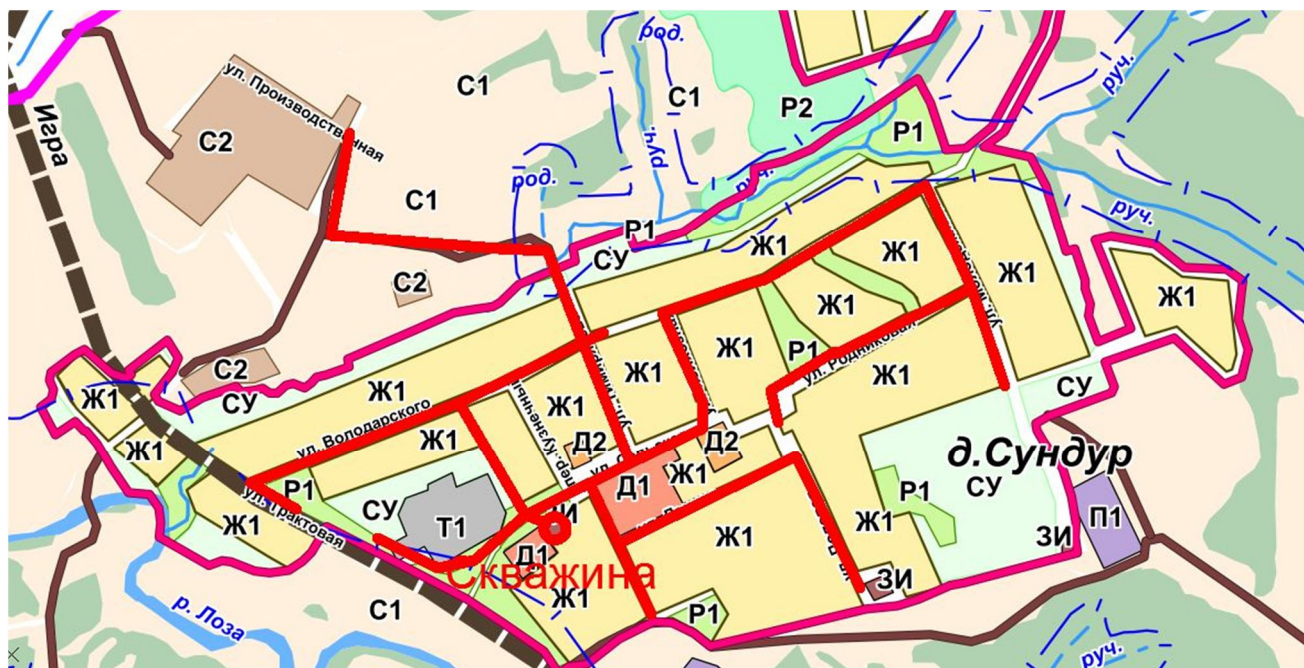 род.
С1
С1
Р2
руч.
ул. Производственная
Игра
С2
Р1
руч.
род.
руч.
С1
Р1
руч.
СУ
Ж1
Ж1
Ж1
Ж1
С2
Ж1
Р1
ул. Родниковая
Ж1
Ж1
Ж1
С2
Ж1
СУ
Ж1
ул. Володарского
Ж1
СУ
Ж1
Ж1
пер. Кузнечный
Д2
Д2
д.Сундур
Р1
СУ
Т1
Д1
Ж1
Р1
СУ
ул. Трактовая
Ж1
ЗИ
Ж1
Ж1
П1
Д1
ЗИ
Скважина
ЗИ
С1
р. Лоза
Ж1
Р1
руч.